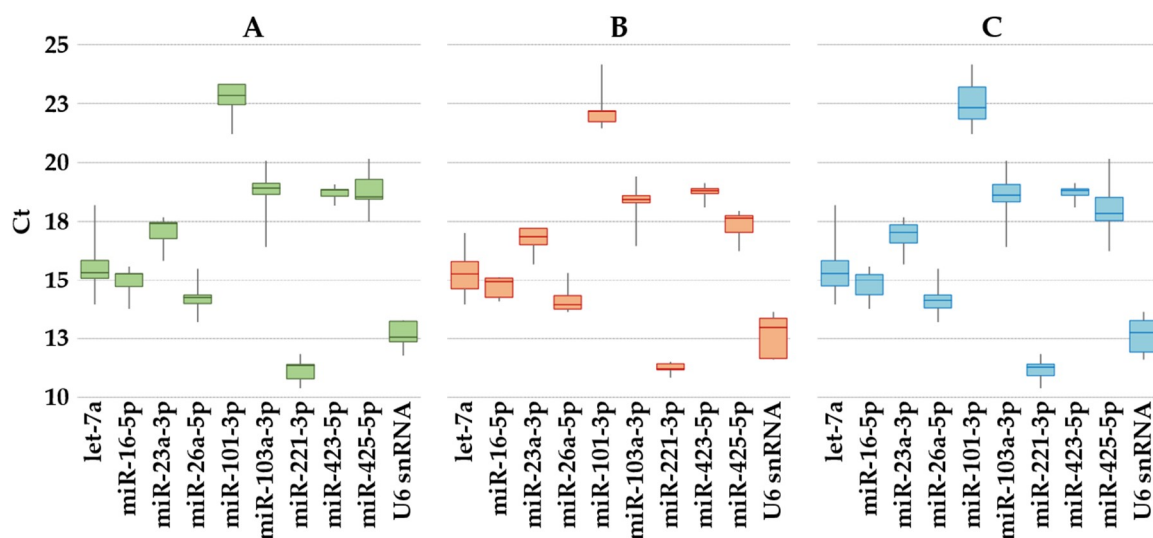 A B C
Ct
25
23
20
18
15
13
10
let-7a
miR-16-5p
miR-23a-3p
miR-26a-5p
miR-101-3p
miR-103a-3p
miR-221-3p
miR-423-5p
miR-425-5p
U6 snRNA
let-7a
miR-16-5p
miR-23a-3p
miR-26a-5p
miR-101-3p
miR-103a-3p
miR-221-3p
miR-423-5p
miR-425-5p
U6 snRNA
let-7a
miR-16-5p
miR-23a-3p
miR-26a-5p
miR-101-3p
miR-103a-3p
miR-221-3p
miR-423-5p
miR-425-5p
U6 snRNA